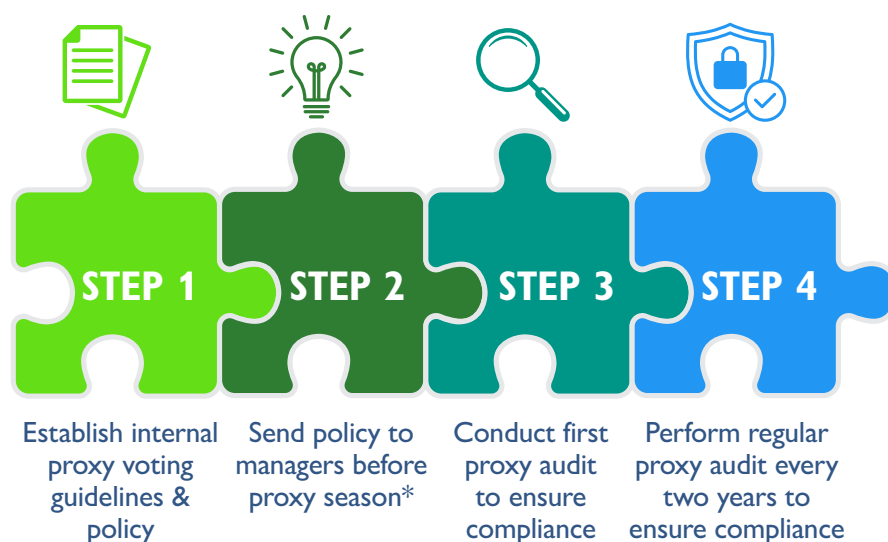 STEP 1
STEP 2
STEP 3
STEP 4
Establish internal
proxy voting
guidelines &
policy
Send policy to
managers before
proxy season*
Conduct first
proxy audit
to ensure
compliance
Perform regular
proxy audit every
two years to
ensure compliance